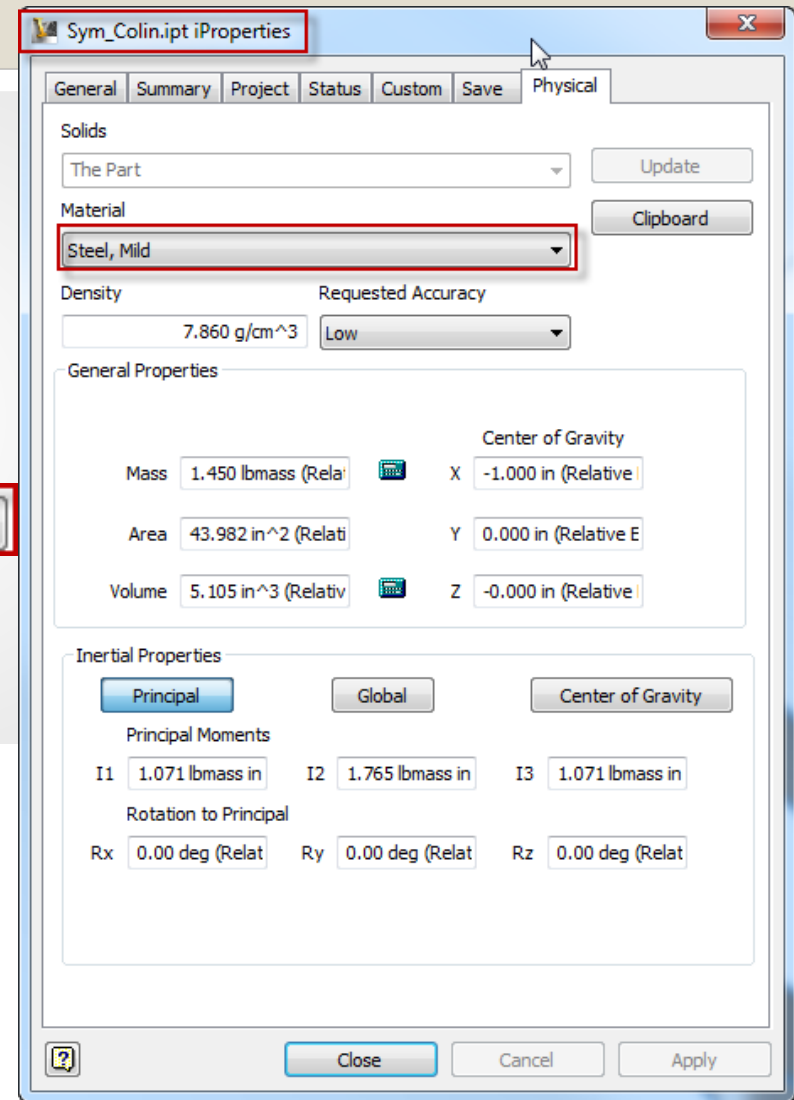 Sym_Colin.ipt iProperties
General Summary Project Status Custom Save Physical
Solids
The Part
Update
Material
Clipboard
Steel, Mild
Density Requested Accuracy
7.860 g/cm^3 Low
General Properties
Center of Gravity
Mass 1.450 lbmass (Relat X -1.000 in (Relative
Area 43.982 in^2 (Relati Y 0.000 in (Relative E
Volume 5.105 in^3 (Relativ Z -0.000 in (Relative
Inertial Properties
Principal Global Center of Gravity
Principal Moments
I1 1.071 lbmass in I2 1.765 lbmass in I3 1.071 lbmass in
Rotation to Principal
Rx 0.00 deg (Relat Ry 0.00 deg (Relat Rz 0.00 deg (Relat
? Close Cancel Apply